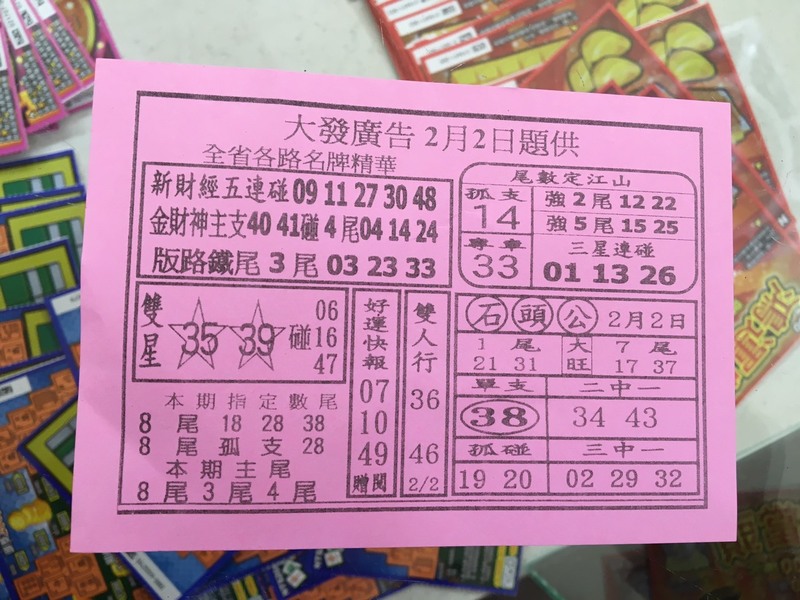 大發廣告 2月2日題供
全省各路名牌精華
新財經五連碰 09 11 27 30 48
金財神主支 40 41 碰 4 尾 04 14 24
版路鐵尾 3 尾 03 23 33
尾數定江山
孤支
14
強 2 尾 12 22
強 5 尾 15 25
專車
33
三星連碰
01 13 26
雙星
35 39 碰
06
16
47
本期指定數尾
8 尾 18 28 38
8 尾孤支 28
本期主尾
8 尾 3 尾 4 尾
好運快報
07
10
49
贈閱
雙人行
36
46
2/2
石頭公 2月2日
1 尾
21 31
大旺
7 尾
17 37
單支
38
二中一
34 43
孤碰
19 20
三中一
02 29 32